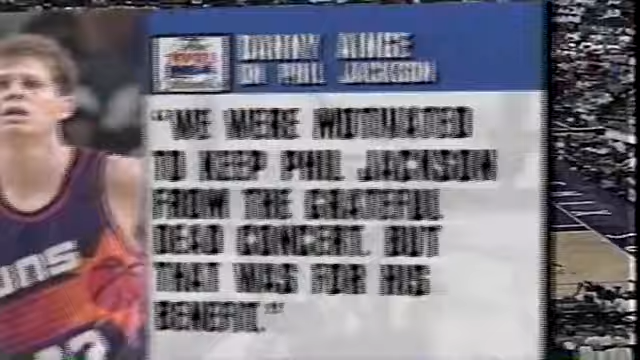 DANNY AINGE
ON PHIL JACKSON
"WE WERE MOTIVATED
TO KEEP PHIL JACKSON
FROM THE GRATEFUL
DEAD CONCERT, BUT
THAT WAS FOR HIS
BENEFIT."
UNS